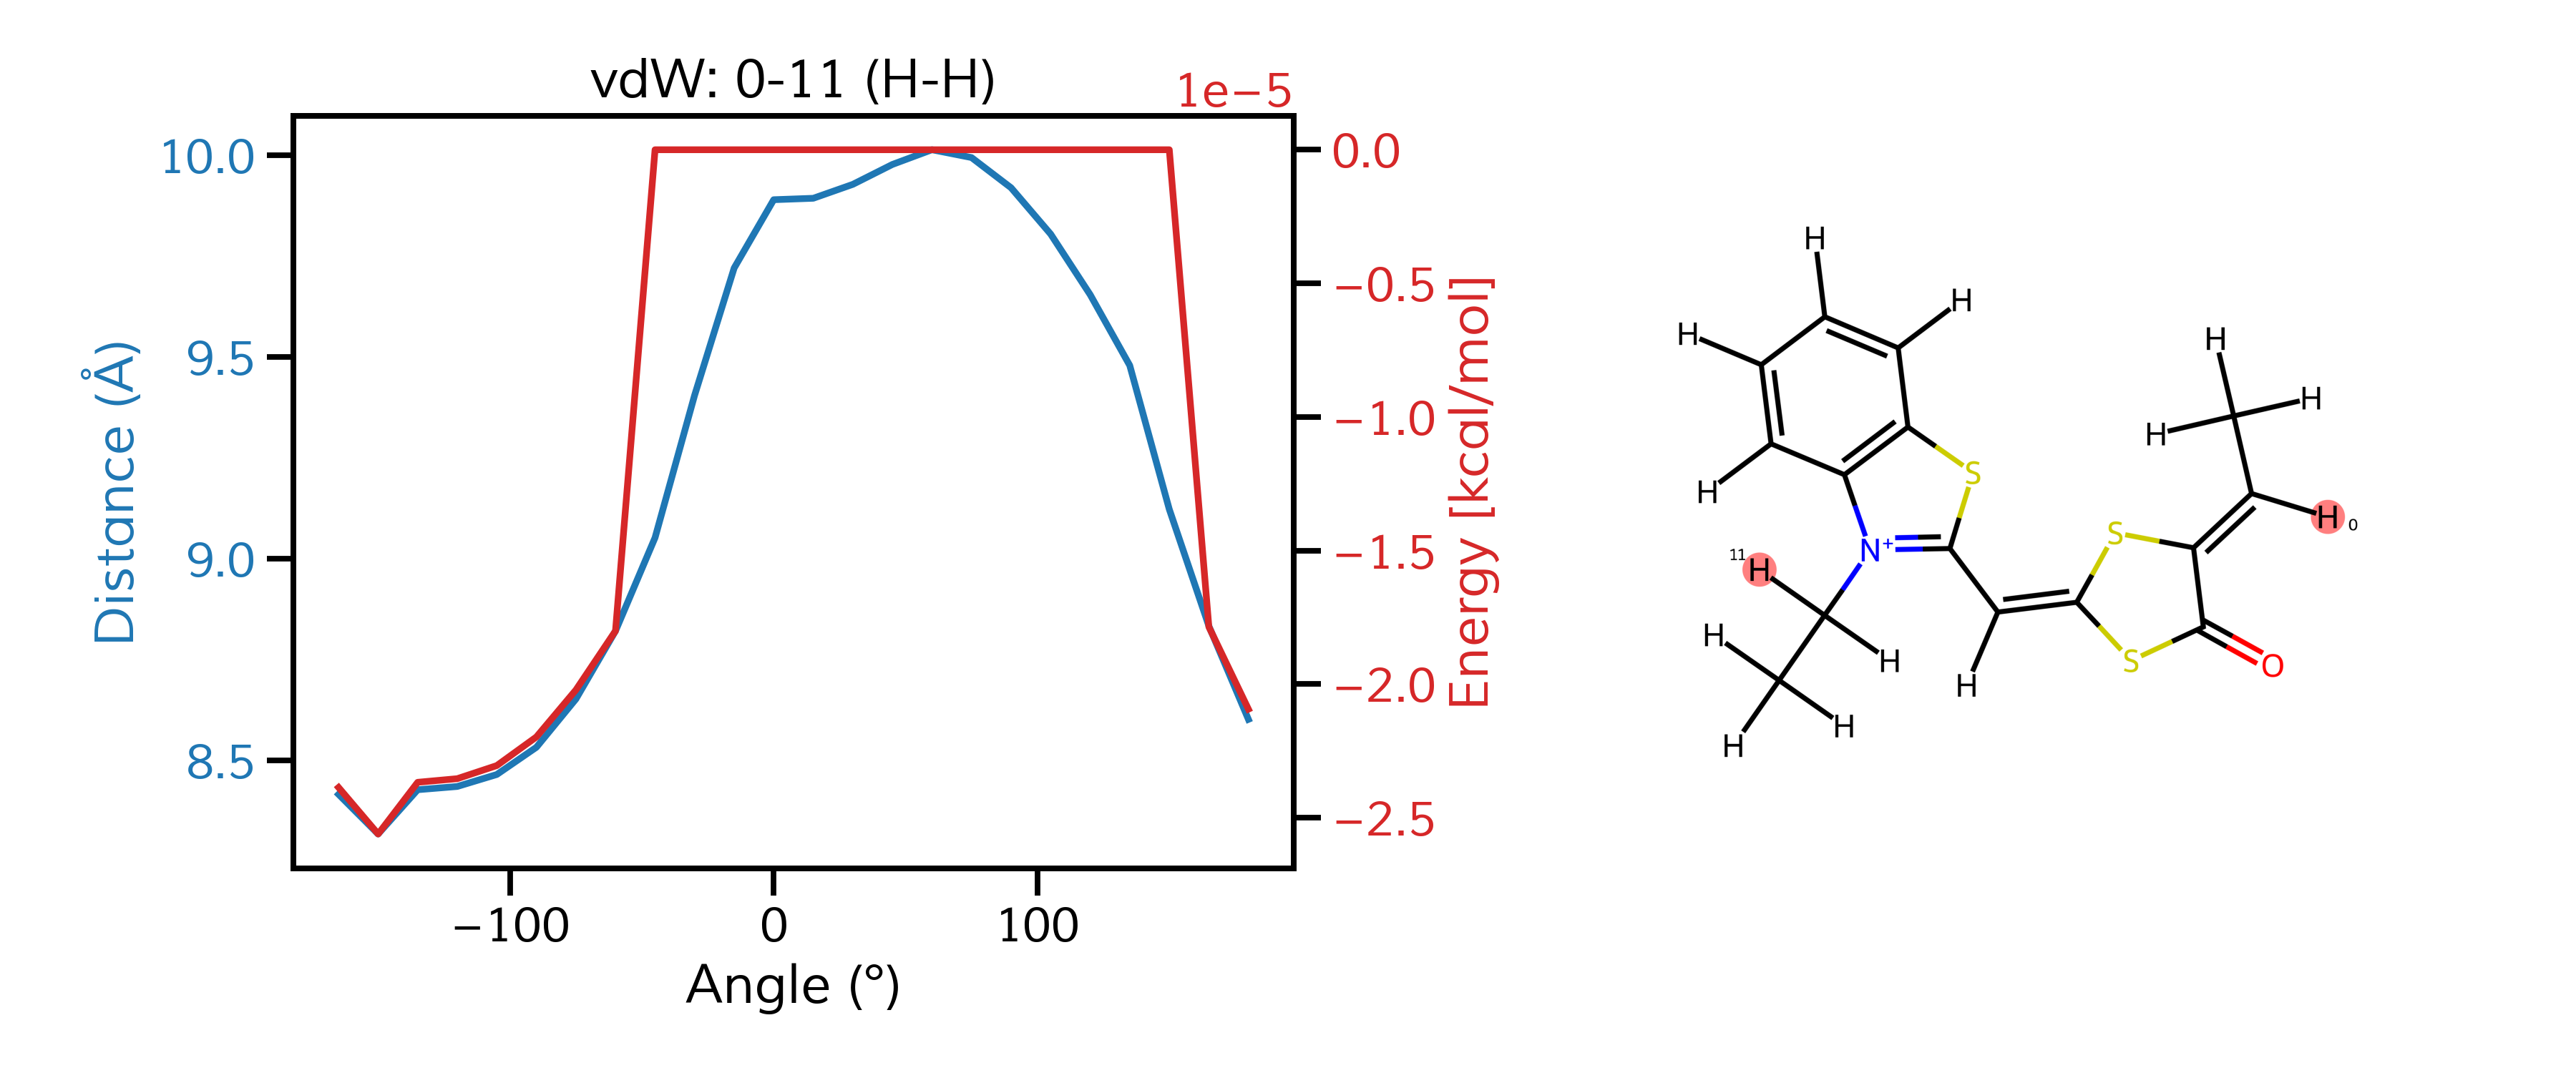 vdW: 0-11 (H-H)
1e−5
Distance (Å)
10.0
9.5
9.0
8.5
0.0
−0.5
−1.0
−1.5
−2.0
−2.5
Energy [kcal/mol]
−100
0
100
Angle (°)
H
H
H
H
H
H
H
S
S
H 0
N⁺
11
H
H
H
H
S
O
H
H